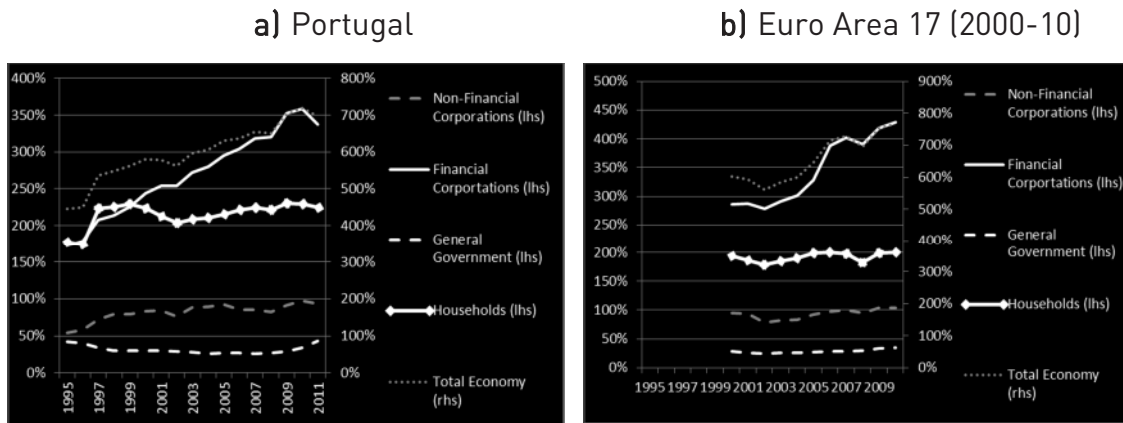 a) Portugal
400%
350%
300%
250%
200%
150%
100%
50%
0%
800%
700%
600%
500%
400%
300%
200%
100%
0%
1995
1997
1999
2001
2003
2005
2007
2009
2011
Non-Financial
Corporations (lhs)
Financial
Corportations (lhs)
General
Government (lhs)
Households (lhs)
Total Economy
(rhs)
b) Euro Area 17 (2000-10)
500%
450%
400%
350%
300%
250%
200%
150%
100%
50%
0%
900%
800%
700%
600%
500%
400%
300%
200%
100%
0%
1995 1997 1999 2001 2003 2005 2007 2009
Non-Financial
Corporations (lhs)
Financial
Corportations (lhs)
General
Government (lhs)
Households (lhs)
Total Economy
(rhs)